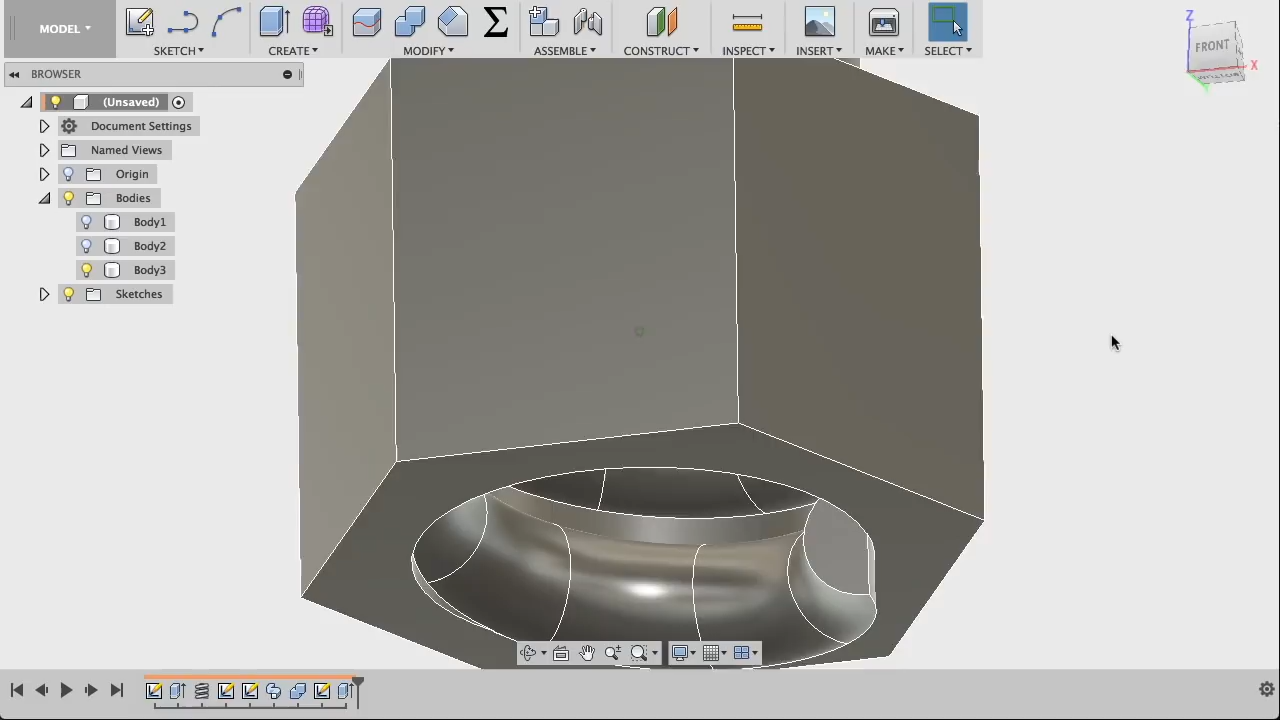 MODEL
SKETCH
CREATE
MODIFY
ASSEMBLE
CONSTRUCT
INSPECT
INSERT
MAKE
SELECT
Z
FRONT
X
BROWSER
(Unsaved)
Document Settings
Named Views
Origin
Bodies
Body1
Body2
Body3
Sketches